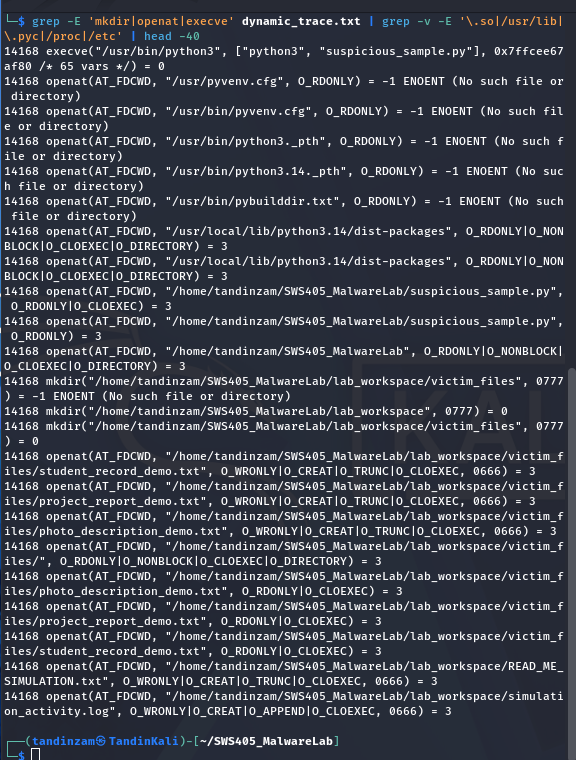 └─$ grep -E 'mkdir|openat|execve' dynamic_trace.txt | grep -v -E '\.so|/usr/lib|
\.pyc|/proc|/etc' | head -40
14168 execve("/usr/bin/python3", ["python3", "suspicious_sample.py"], 0x7ffcee67
af80 /* 65 vars */) = 0
14168 openat(AT_FDCWD, "/usr/pyvenv.cfg", O_RDONLY) = -1 ENOENT (No such file or
 directory)
14168 openat(AT_FDCWD, "/usr/bin/pyvenv.cfg", O_RDONLY) = -1 ENOENT (No such fil
e or directory)
14168 openat(AT_FDCWD, "/usr/bin/python3._pth", O_RDONLY) = -1 ENOENT (No such f
ile or directory)
14168 openat(AT_FDCWD, "/usr/bin/python3.14._pth", O_RDONLY) = -1 ENOENT (No suc
h file or directory)
14168 openat(AT_FDCWD, "/usr/bin/pybuilddir.txt", O_RDONLY) = -1 ENOENT (No such
 file or directory)
14168 openat(AT_FDCWD, "/usr/local/lib/python3.14/dist-packages", O_RDONLY|O_NON
BLOCK|O_CLOEXEC|O_DIRECTORY) = 3
14168 openat(AT_FDCWD, "/usr/local/lib/python3.14/dist-packages", O_RDONLY|O_NON
BLOCK|O_CLOEXEC|O_DIRECTORY) = 3
14168 openat(AT_FDCWD, "/home/tandinzam/SWS405_MalwareLab/suspicious_sample.py",
 O_RDONLY|O_CLOEXEC) = 3
14168 openat(AT_FDCWD, "/home/tandinzam/SWS405_MalwareLab/suspicious_sample.py",
 O_RDONLY) = 3
14168 openat(AT_FDCWD, "/home/tandinzam/SWS405_MalwareLab", O_RDONLY|O_NONBLOCK|
O_CLOEXEC|O_DIRECTORY) = 3
14168 mkdir("/home/tandinzam/SWS405_MalwareLab/lab_workspace/victim_files", 0777
) = -1 ENOENT (No such file or directory)
14168 mkdir("/home/tandinzam/SWS405_MalwareLab/lab_workspace", 0777) = 0
14168 mkdir("/home/tandinzam/SWS405_MalwareLab/lab_workspace/victim_files", 0777
) = 0
14168 openat(AT_FDCWD, "/home/tandinzam/SWS405_MalwareLab/lab_workspace/victim_f
iles/student_record_demo.txt", O_WRONLY|O_CREAT|O_TRUNC|O_CLOEXEC, 0666) = 3
14168 openat(AT_FDCWD, "/home/tandinzam/SWS405_MalwareLab/lab_workspace/victim_f
iles/project_report_demo.txt", O_WRONLY|O_CREAT|O_TRUNC|O_CLOEXEC, 0666) = 3
14168 openat(AT_FDCWD, "/home/tandinzam/SWS405_MalwareLab/lab_workspace/victim_f
iles/photo_description_demo.txt", O_WRONLY|O_CREAT|O_TRUNC|O_CLOEXEC, 0666) = 3
14168 openat(AT_FDCWD, "/home/tandinzam/SWS405_MalwareLab/lab_workspace/victim_f
iles/", O_RDONLY|O_NONBLOCK|O_CLOEXEC|O_DIRECTORY) = 3
14168 openat(AT_FDCWD, "/home/tandinzam/SWS405_MalwareLab/lab_workspace/victim_f
iles/photo_description_demo.txt", O_RDONLY|O_CLOEXEC) = 3
14168 openat(AT_FDCWD, "/home/tandinzam/SWS405_MalwareLab/lab_workspace/victim_f
iles/project_report_demo.txt", O_RDONLY|O_CLOEXEC) = 3
14168 openat(AT_FDCWD, "/home/tandinzam/SWS405_MalwareLab/lab_workspace/victim_f
iles/student_record_demo.txt", O_RDONLY|O_CLOEXEC) = 3
14168 openat(AT_FDCWD, "/home/tandinzam/SWS405_MalwareLab/lab_workspace/READ_ME_
SIMULATION.txt", O_WRONLY|O_CREAT|O_TRUNC|O_CLOEXEC, 0666) = 3
14168 openat(AT_FDCWD, "/home/tandinzam/SWS405_MalwareLab/lab_workspace/simulati
on_activity.log", O_WRONLY|O_CREAT|O_APPEND|O_CLOEXEC, 0666) = 3
┌──(tandinzam㉿TandinKali)-[~/SWS405_MalwareLab]
└─$
KAL